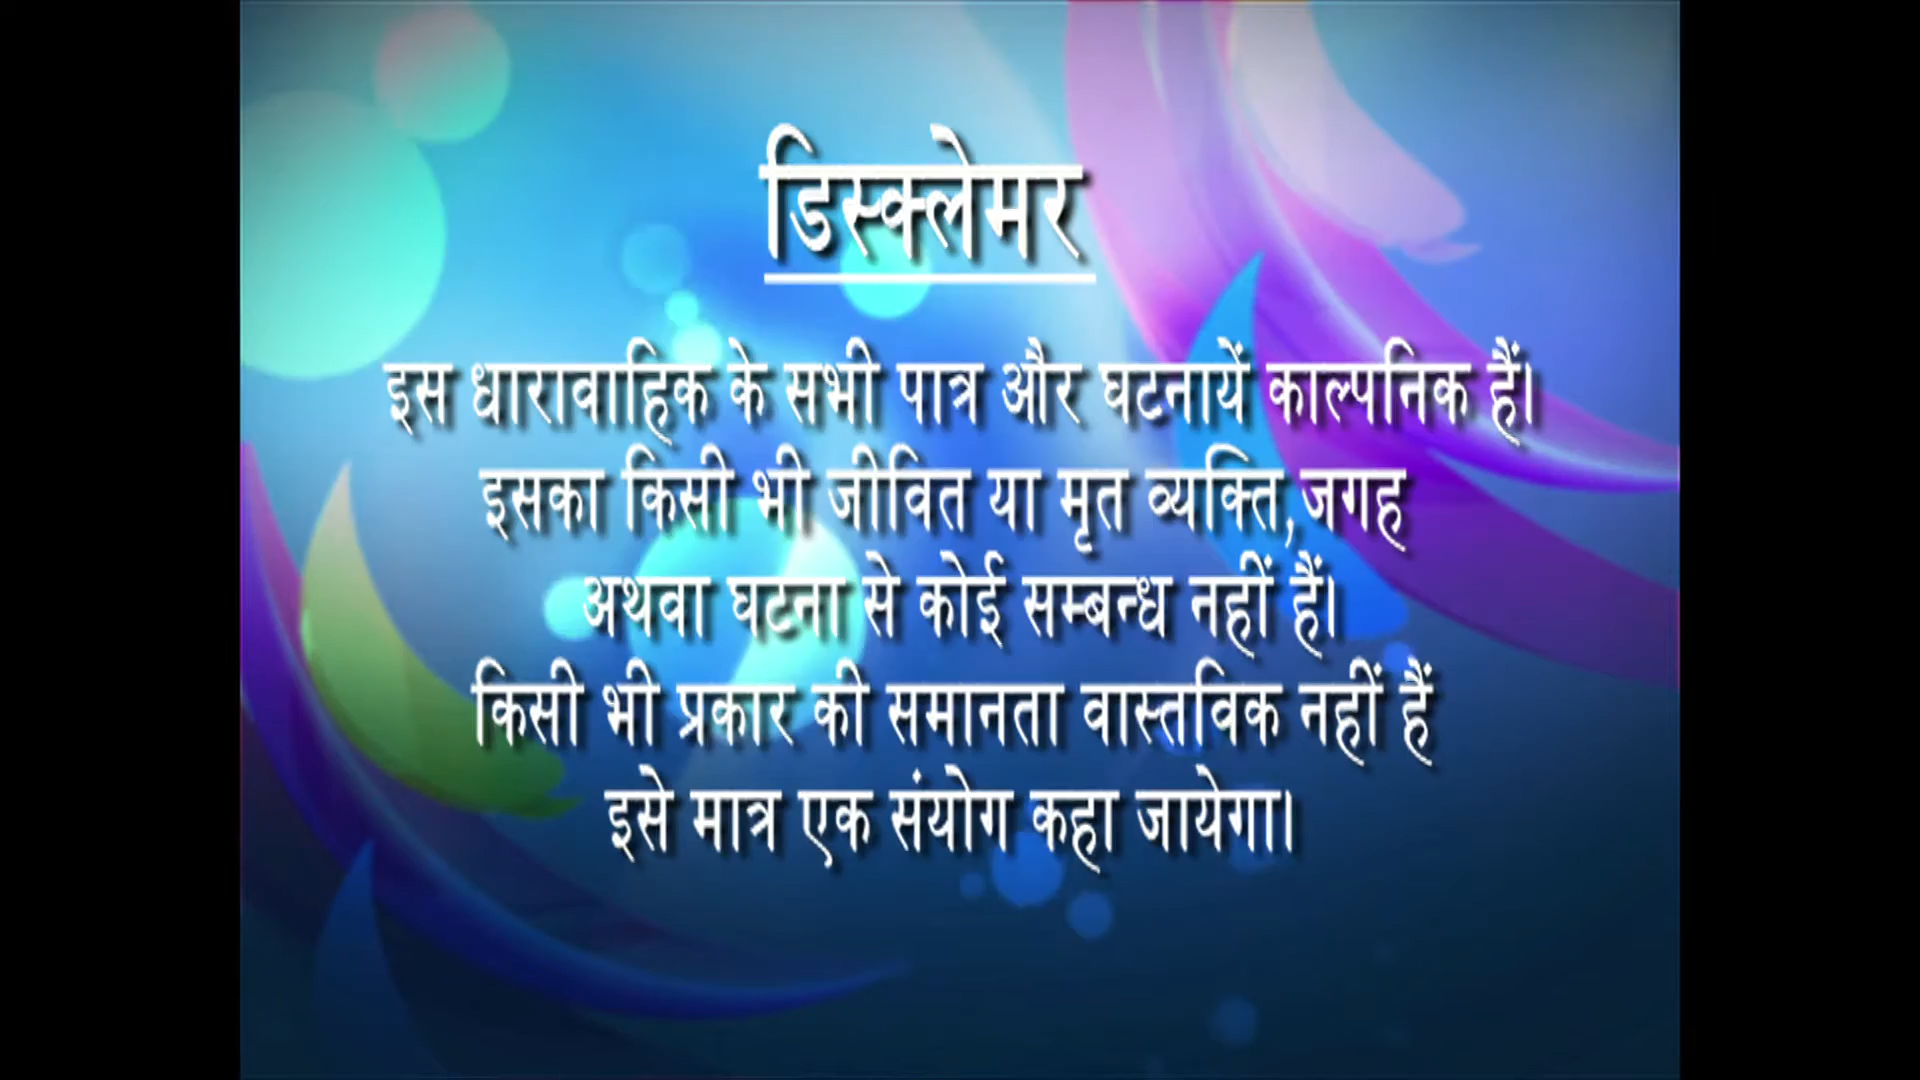 डिस्क्लेमर
इस धारावाहिक के सभी पात्र और घटनायें काल्पनिक हैं।
इसका किसी भी जीवित या मृत व्यक्ति,जगह
अथवा घटना से कोई सम्बन्ध नहीं हैं।
किसी भी प्रकार की समानता वास्तविक नहीं हैं
इसे मात्र एक संयोग कहा जायेगा।